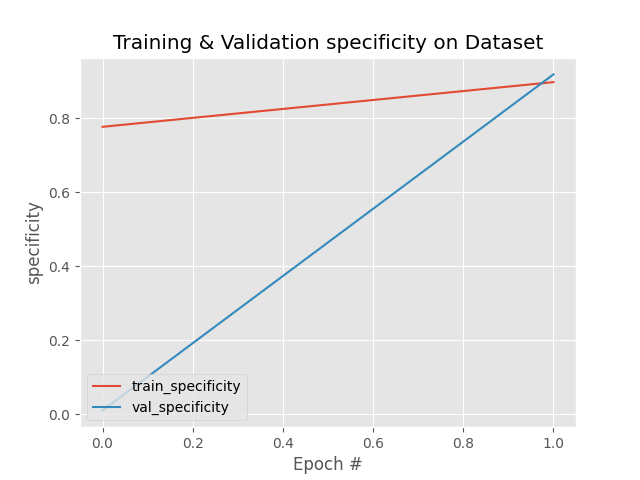 Training & Validation specificity on Dataset
specificity
0.8
0.6
0.4
0.2
0.0
train_specificity
val_specificity
0.0 0.2 0.4 0.6 0.8 1.0
Epoch #